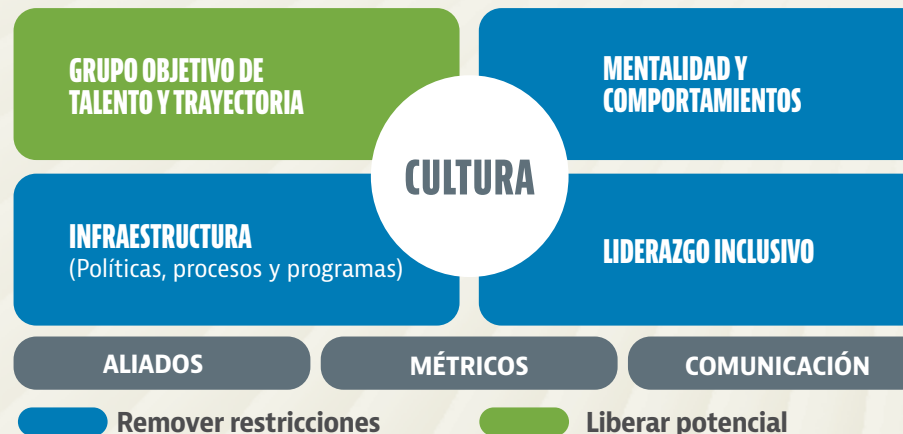 GRUPO OBJETIVO DE
TALENTO Y TRAYECTORIA
MENTALIDAD Y
COMPORTAMIENTOS
CULTURA
INFRAESTRUCTURA
(Políticas, procesos y programas)
LIDERAZGO INCLUSIVO
ALIADOS
MÉTRICOS
COMUNICACIÓN
Remover restricciones
Liberar potencial